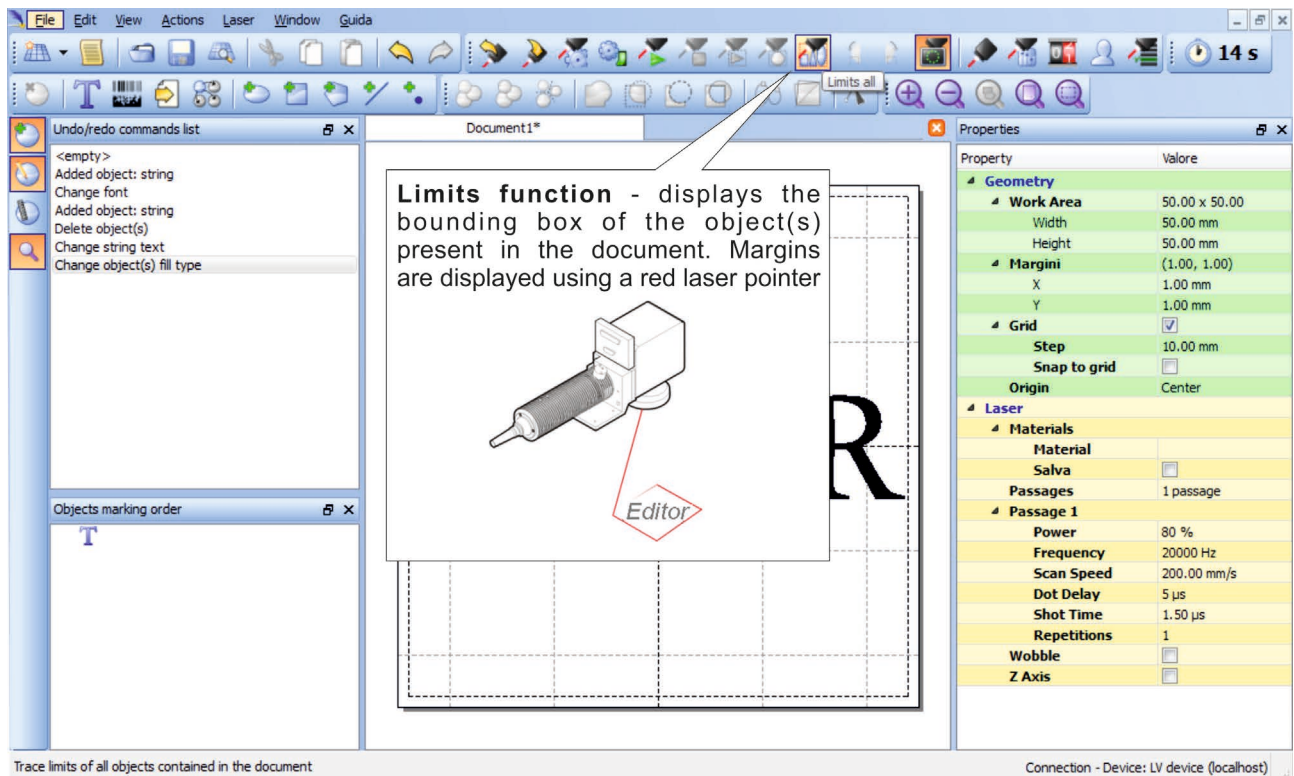 File Edit View Actions Laser Window Guida
14 s
Limits all
Undo/redo commands list
<empty>
Added object: string
Change font
Added object: string
Delete object(s)
Change string text
Change object(s) fill type
Objects marking order
T
Document1*
Limits function - displays the
bounding box of the object(s)
present in the document. Margins
are displayed using a red laser pointer
Editor
R
Properties
Property Valore
Geometry
Work Area 50.00 x 50.00
Width 50.00 mm
Height 50.00 mm
Margini (1.00, 1.00)
X 1.00 mm
Y 1.00 mm
Grid
Step 10.00 mm
Snap to grid
Origin Center
Laser
Materials
Material
Salva
Passages 1 passage
Passage 1
Power 80 %
Frequency 20000 Hz
Scan Speed 200.00 mm/s
Dot Delay 5 µs
Shot Time 1.50 µs
Repetitions 1
Wobble
Z Axis
Trace limits of all objects contained in the document
Connection - Device: LV device (localhost)